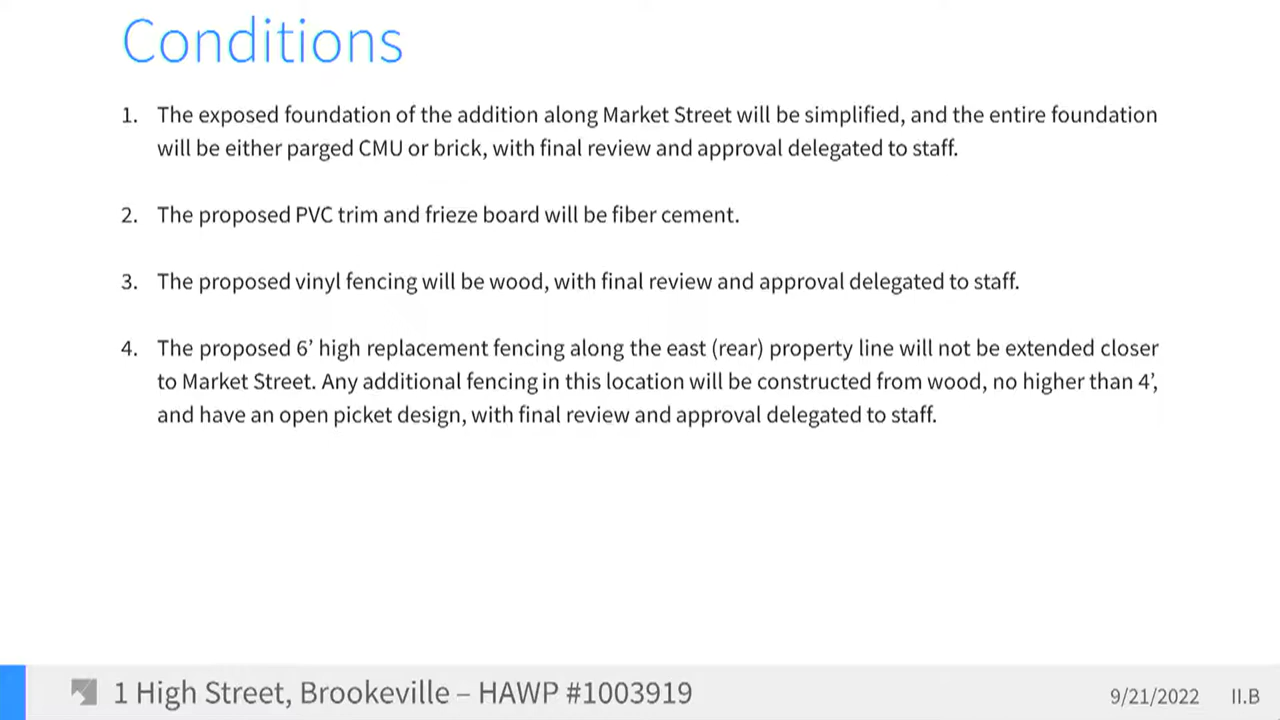 Conditions
1. The exposed foundation of the addition along Market Street will be simplified, and the entire foundation
will be either parged CMU or brick, with final review and approval delegated to staff.
2. The proposed PVC trim and frieze board will be fiber cement.
3. The proposed vinyl fencing will be wood, with final review and approval delegated to staff.
4. The proposed 6’ high replacement fencing along the east (rear) property line will not be extended closer
to Market Street. Any additional fencing in this location will be constructed from wood, no higher than 4’,
and have an open picket design, with final review and approval delegated to staff.
1 High Street, Brookeville – HAWP #1003919
9/21/2022 II.B